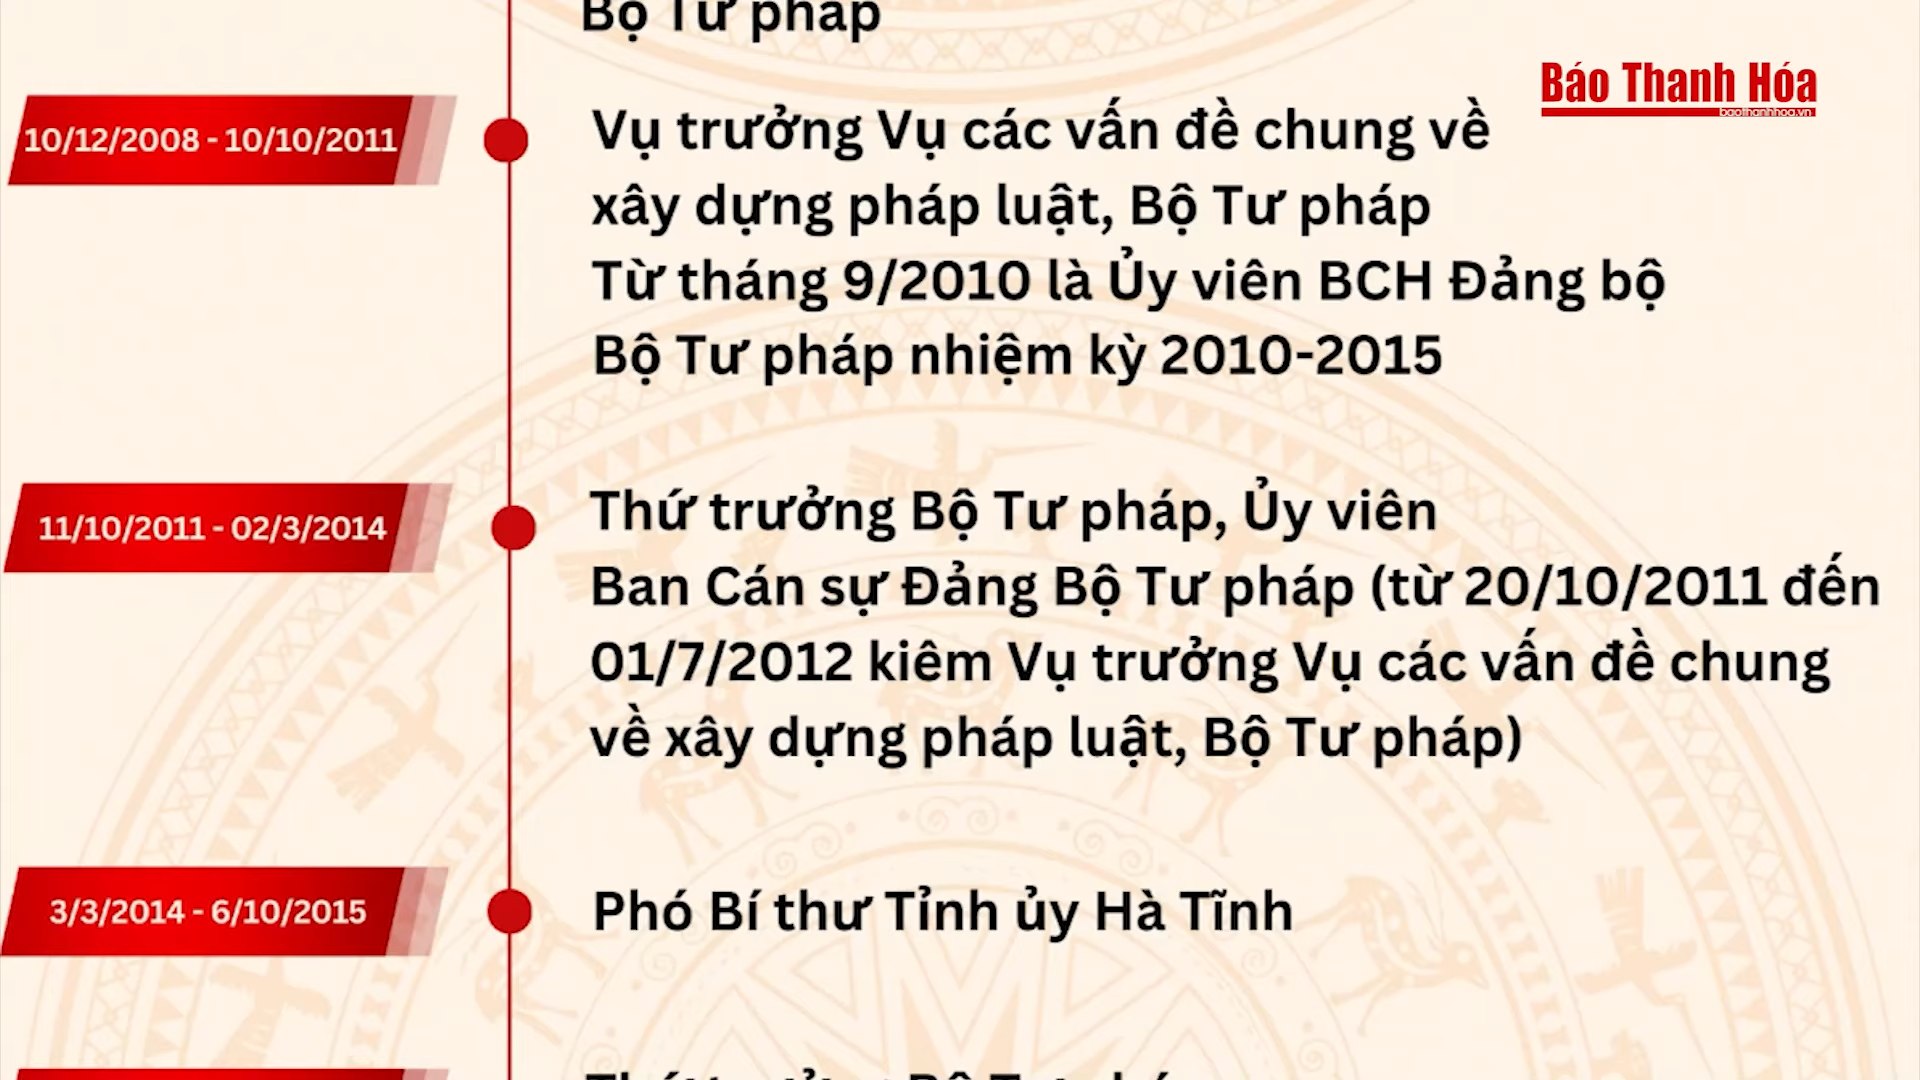 Bộ Tư pháp
Báo Thanh Hóa
baothanhhoa.vn
10/12/2008 - 10/10/2011
Vụ trưởng Vụ các vấn đề chung về
xây dựng pháp luật, Bộ Tư pháp
Từ tháng 9/2010 là Ủy viên BCH Đảng bộ
Bộ Tư pháp nhiệm kỳ 2010-2015
11/10/2011 - 02/3/2014
Thứ trưởng Bộ Tư pháp, Ủy viên
Ban Cán sự Đảng Bộ Tư pháp (từ 20/10/2011 đến
01/7/2012 kiêm Vụ trưởng Vụ các vấn đề chung
về xây dựng pháp luật, Bộ Tư pháp)
3/3/2014 - 6/10/2015
Phó Bí thư Tỉnh ủy Hà Tĩnh